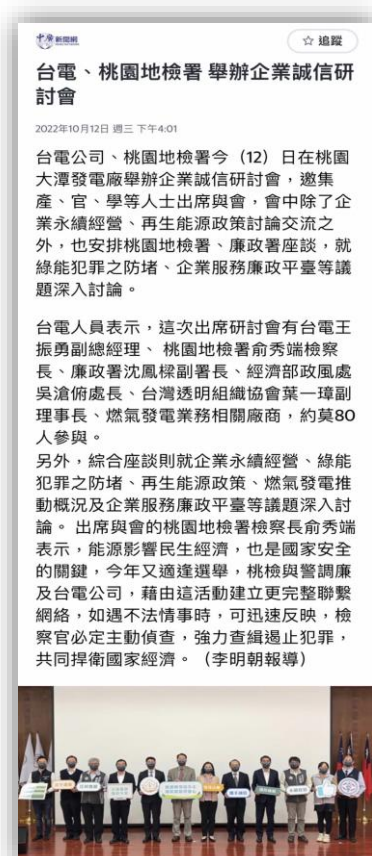 中廣新聞網
☆ 追蹤
台電、桃園地檢署 舉辦企業誠信研
討會
2022年10月12日 週三 下午4:01
台電公司、桃園地檢署今（12）日在桃園
大潭發電廠舉辦企業誠信研討會，邀集
產、官、學等人士出席與會，會中除了企
業永續經營、再生能源政策討論交流之
外，也安排桃園地檢署、廉政署座談，就
綠能犯罪之防堵、企業服務廉政平臺等議
題深入討論。
台電人員表示，這次出席研討會有台電王
振勇副總經理、 桃園地檢署俞秀端檢察
長、廉政署沈鳳樑副署長、經濟部政風處
吳滄俯處長、台灣透明組織協會葉一璋副
理事長、燃氣發電業務相關廠商，約莫80
人參與。
另外，綜合座談則就企業永續經營、綠能
犯罪之防堵、再生能源政策、燃氣發電推
動概況及企業服務廉政平臺等議題深入討
論。 出席與會的桃園地檢署檢察長俞秀端
表示，能源影響民生經濟，也是國家安全
的關鍵，今年又適逢選舉，桃檢與警調廉
及台電公司，藉由這活動建立更完整聯繫
網絡，如遇不法情事時，可迅速反映，檢
察官必定主動偵查，強力查緝遏止犯罪，
共同捍衛國家經濟。（李明朝報導）